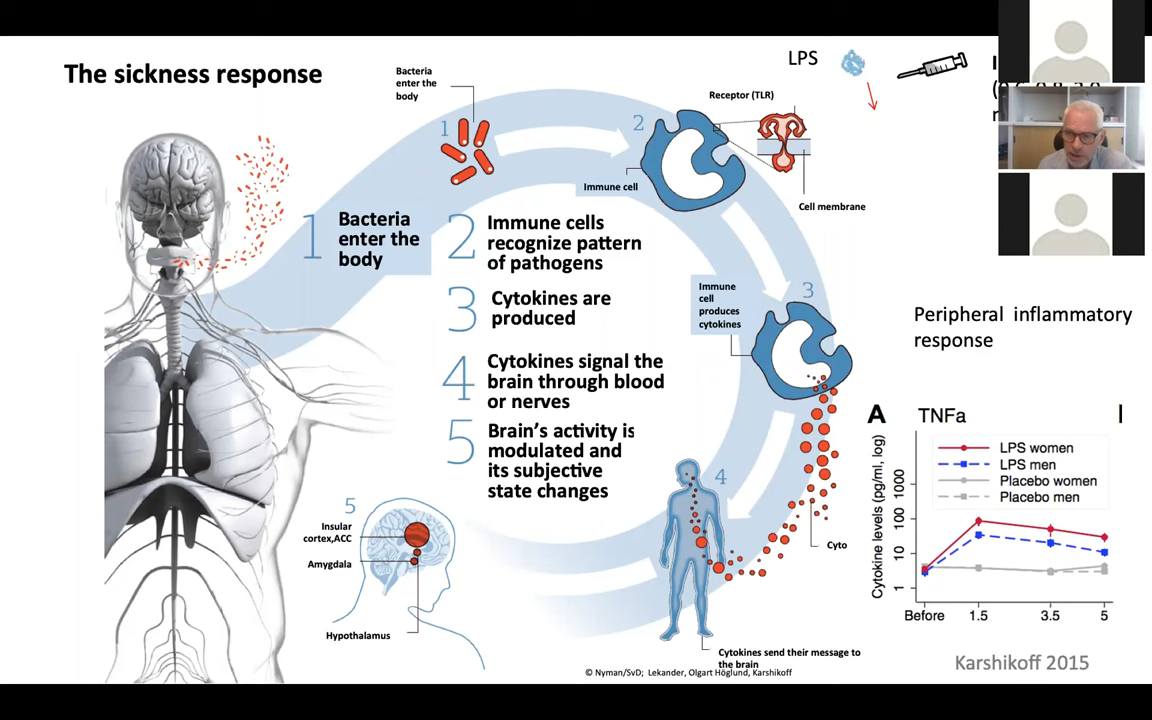 The sickness response
LPS
Bacteria
enter the
body
1
2
Receptor (TLR)
Immune cell
Cell membrane
1
Bacteria
enter the
body
2
Immune cells
recognize pattern
of pathogens
3
Cytokines are
produced
4
Cytokines signal the
brain through blood
or nerves
5
Brain's activity is
modulated and
its subjective
state changes
Immune
cell
produces
cytokines
3
4
Cyto
Cytokines send their message to
the brain
5
Insular
cortex,ACC
Amygdala
Hypothalamus
© Nyman/SvD; Lekander, Olgart Höglund, Karshikoff
Peripheral inflammatory
response
A
TNFa
LPS women
LPS men
Placebo women
Placebo men
Cytokine levels (pg/ml, log)
1000
100
10
1
Before
1.5
3.5
5
Karshikoff 2015